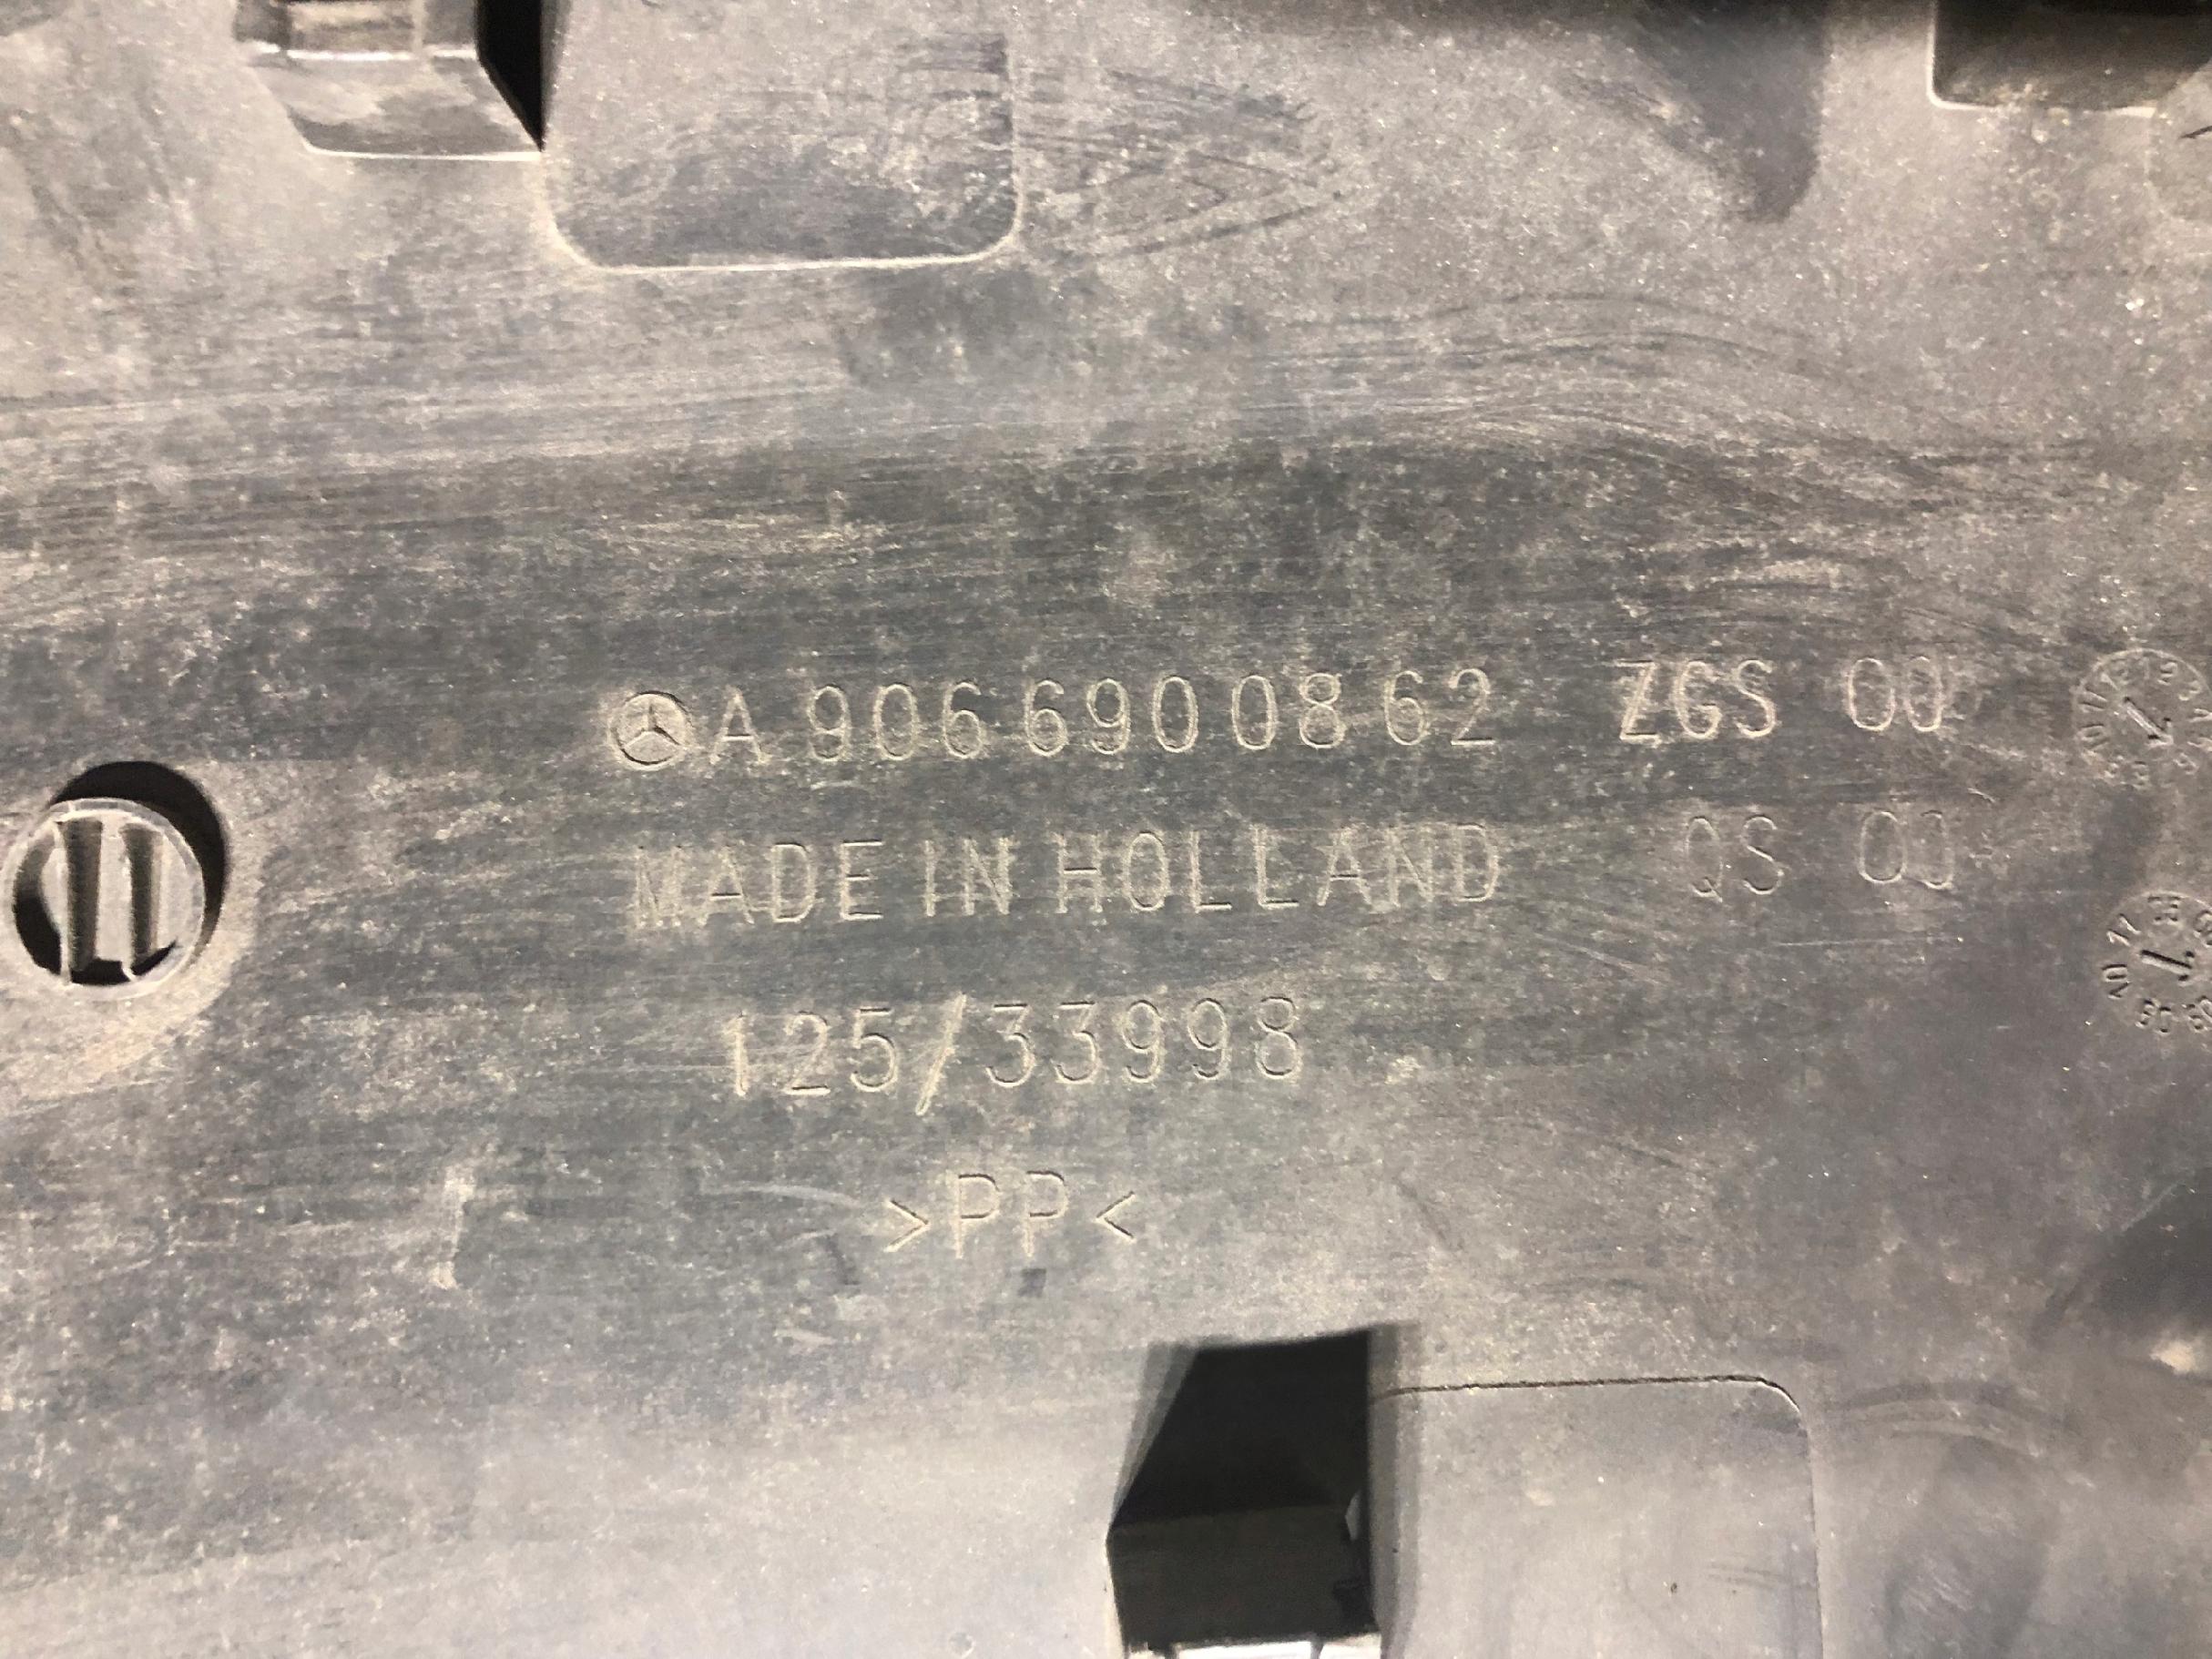 A 906 690 08 62 ZGS 00
MADE IN HOLLAND QS 00
125/33998
>PP<